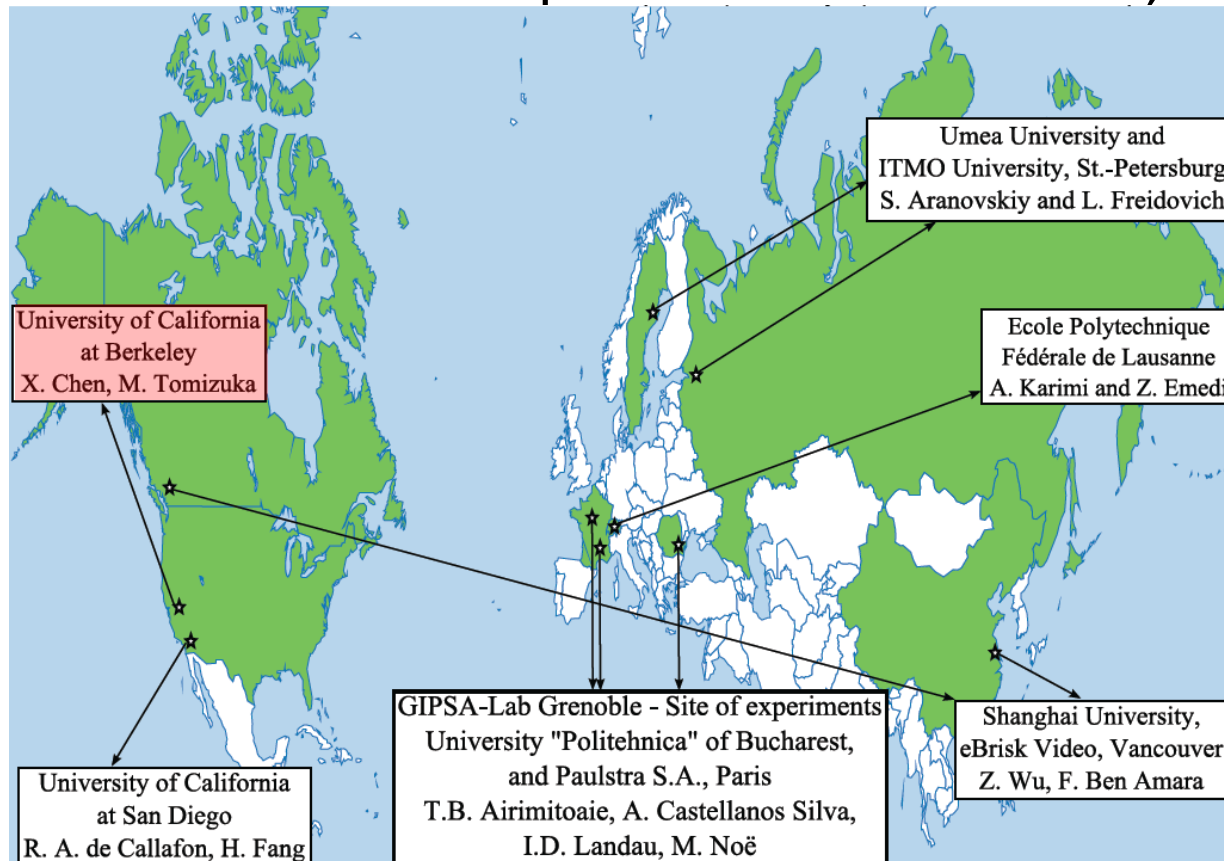 Umea University and
ITMO University, St.-Petersburg
S. Aranovskiy and L. Freidovich
University of California
at Berkeley
X. Chen, M. Tomizuka
Ecole Polytechnique
Fédérale de Lausanne
A. Karimi and Z. Emedi
GIPSA-Lab Grenoble - Site of experiments
University "Politehnica" of Bucharest,
and Paulstra S.A., Paris
T.B. Airimitoaie, A. Castellanos Silva,
I.D. Landau, M. Noë
Shanghai University,
eBrisk Video, Vancouver
Z. Wu, F. Ben Amara
University of California
at San Diego
R. A. de Callafon, H. Fang